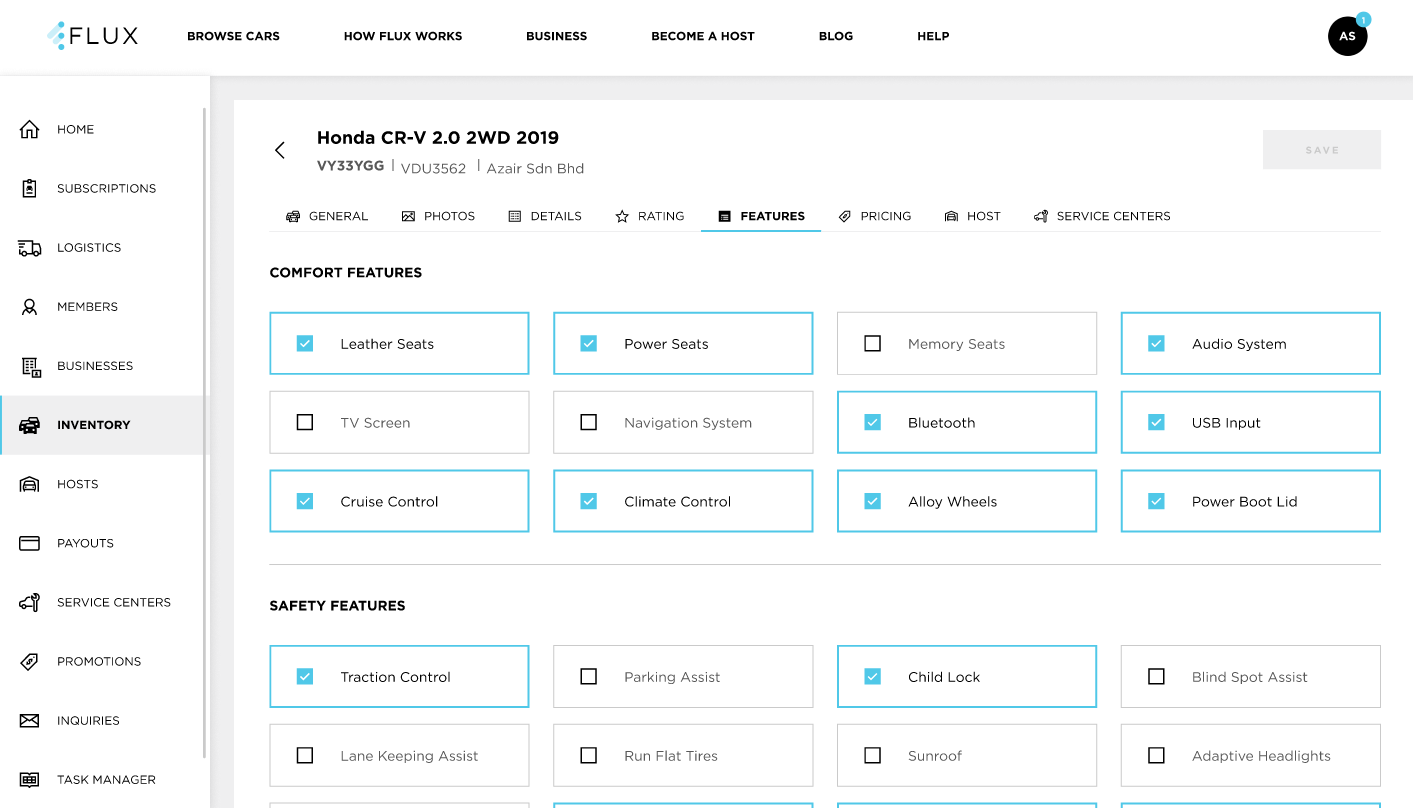 FLUX BROWSE CARS HOW FLUX WORKS BUSINESS BECOME A HOST BLOG HELP AS 1
HOME
SUBSCRIPTIONS
LOGISTICS
MEMBERS
BUSINESSES
INVENTORY
HOSTS
PAYOUTS
SERVICE CENTERS
PROMOTIONS
INQUIRIES
TASK MANAGER
Honda CR-V 2.0 2WD 2019
VY33YGG | VDU3562 | Azair Sdn Bhd
SAVE
GENERAL PHOTOS DETAILS RATING FEATURES PRICING HOST SERVICE CENTERS
COMFORT FEATURES
Leather Seats Power Seats Memory Seats Audio System
TV Screen Navigation System Bluetooth USB Input
Cruise Control Climate Control Alloy Wheels Power Boot Lid
SAFETY FEATURES
Traction Control Parking Assist Child Lock Blind Spot Assist
Lane Keeping Assist Run Flat Tires Sunroof Adaptive Headlights